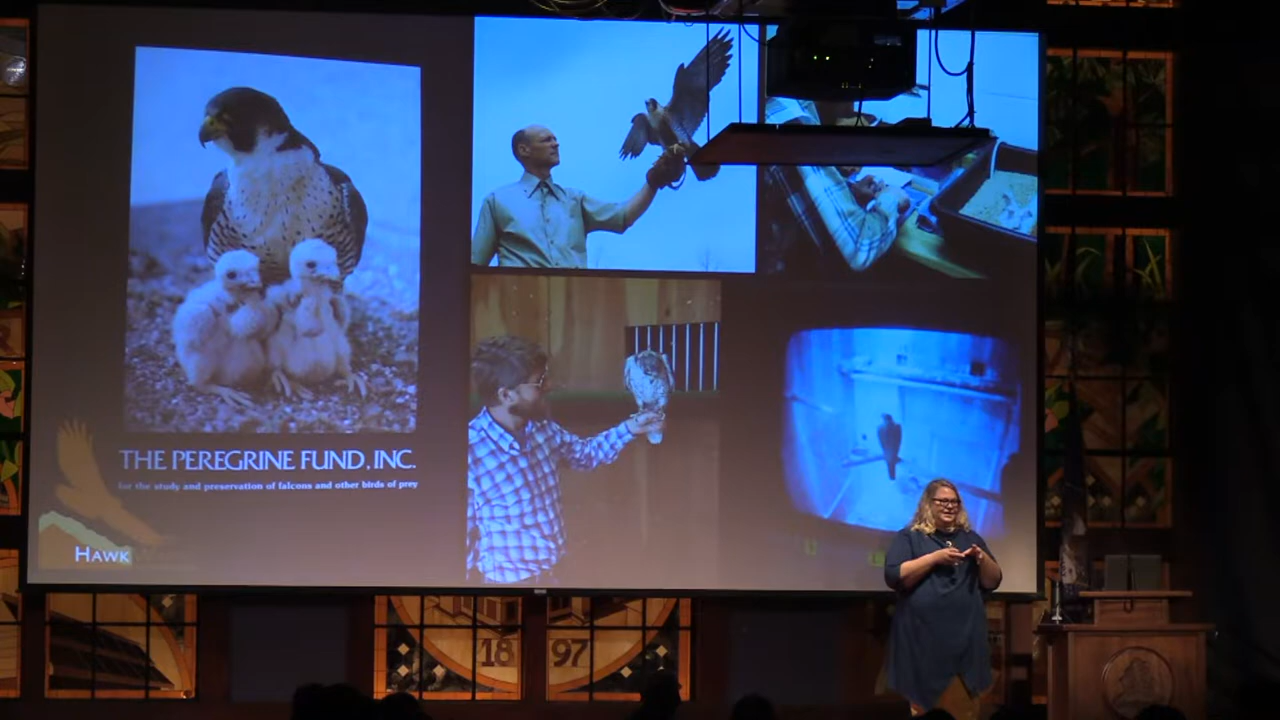 THE PEREGRINE FUND, INC.
for the study and preservation of falcons and other birds of prey
HAWK
18 97